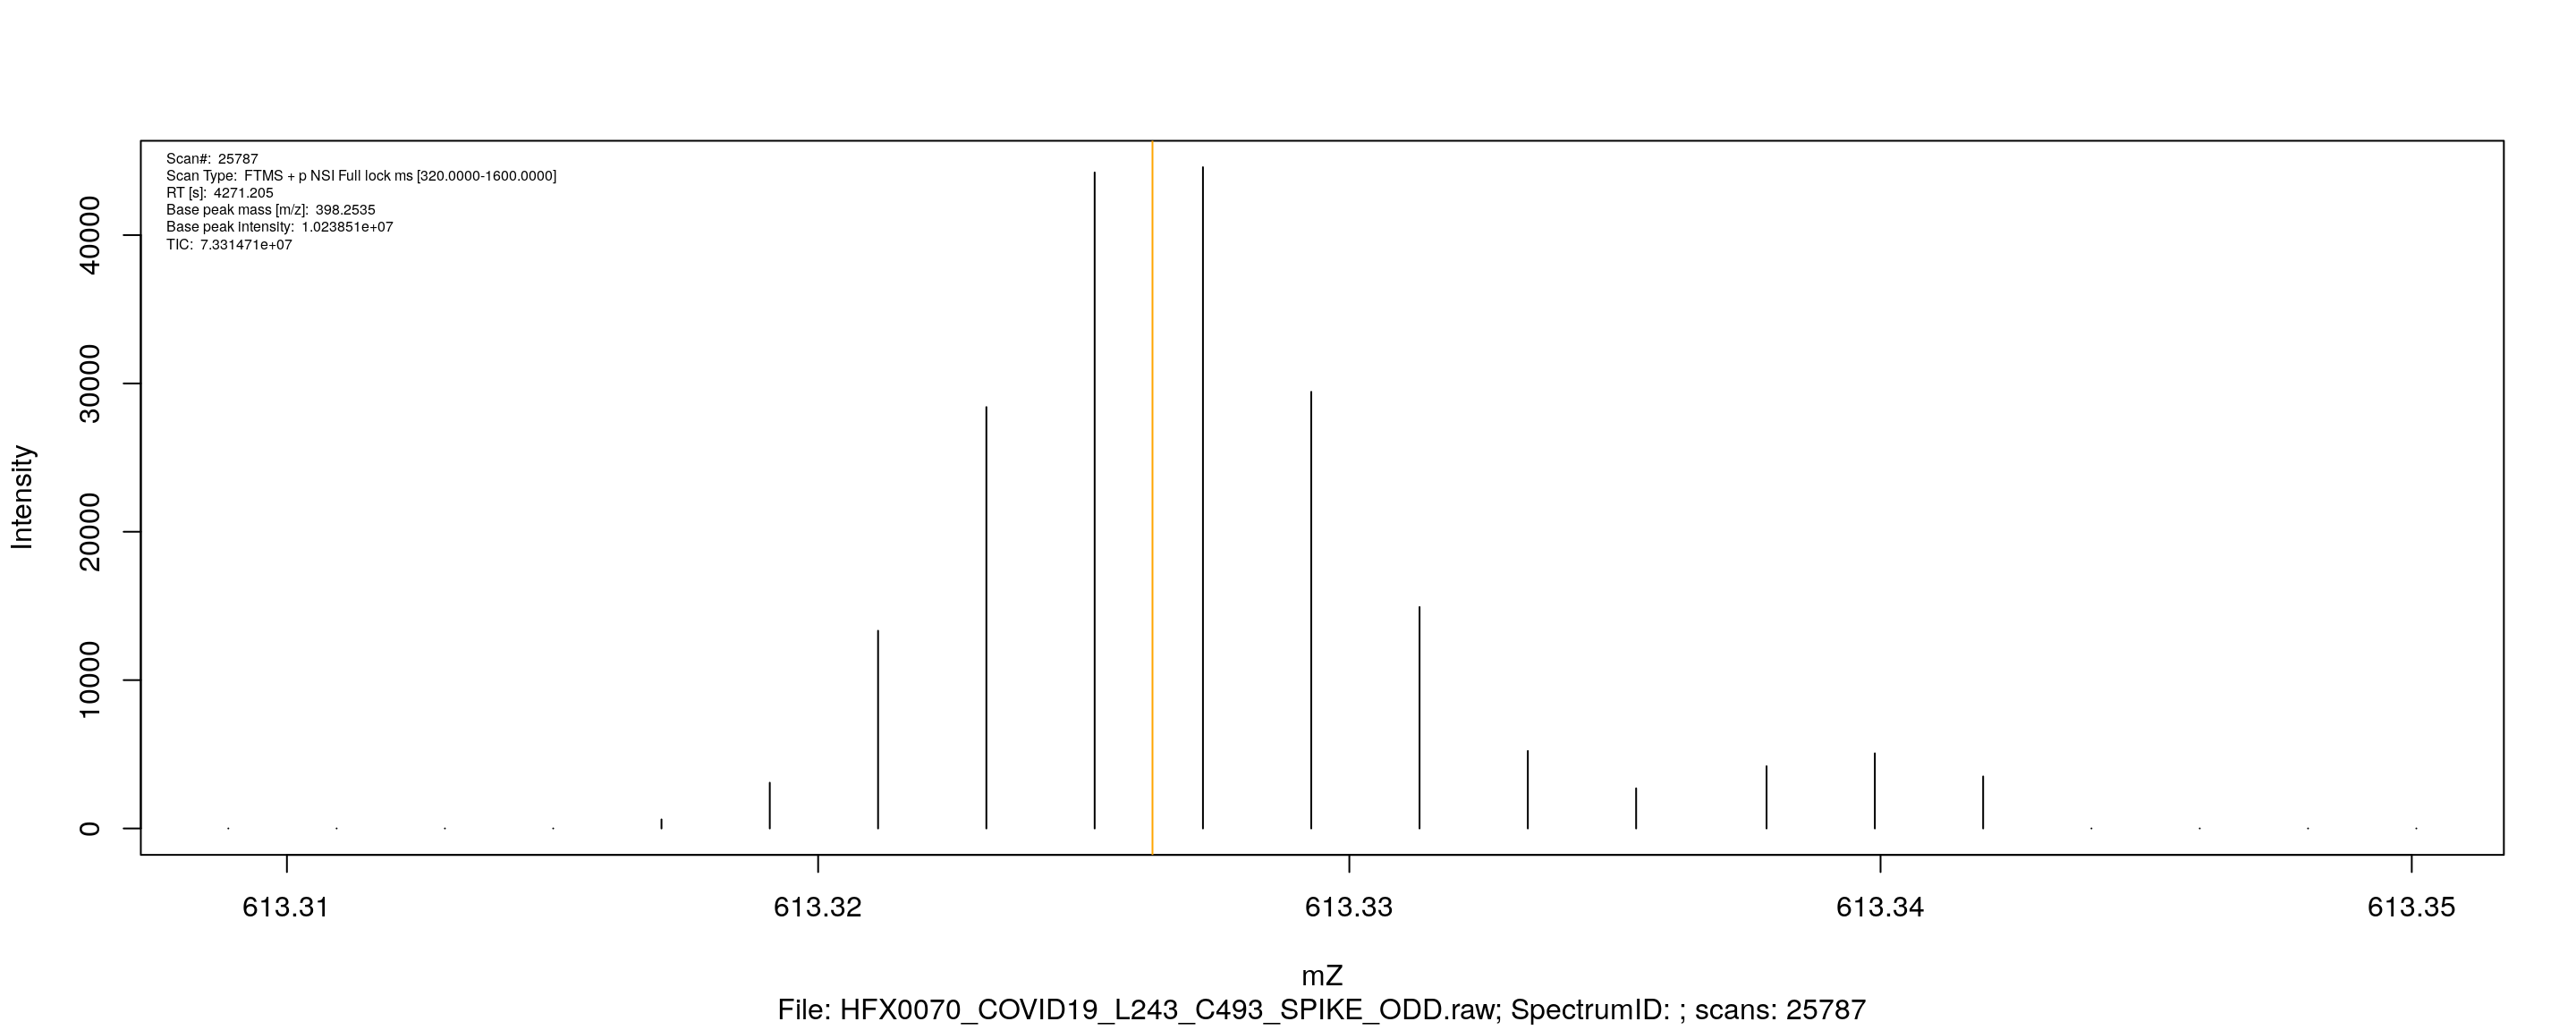 Scan#: 25787
Scan Type: FTMS + p NSI Full lock ms [320.0000-1600.0000]
RT [s]: 4271.205
Base peak mass [m/z]: 398.2535
Base peak intensity: 1.023851e+07
TIC: 7.331471e+07
Intensity
40000
30000
20000
10000
0
613.31 613.32 613.33 613.34 613.35
mZ
File: HFX0070_COVID19_L243_C493_SPIKE_ODD.raw; SpectrumID: ; scans: 25787